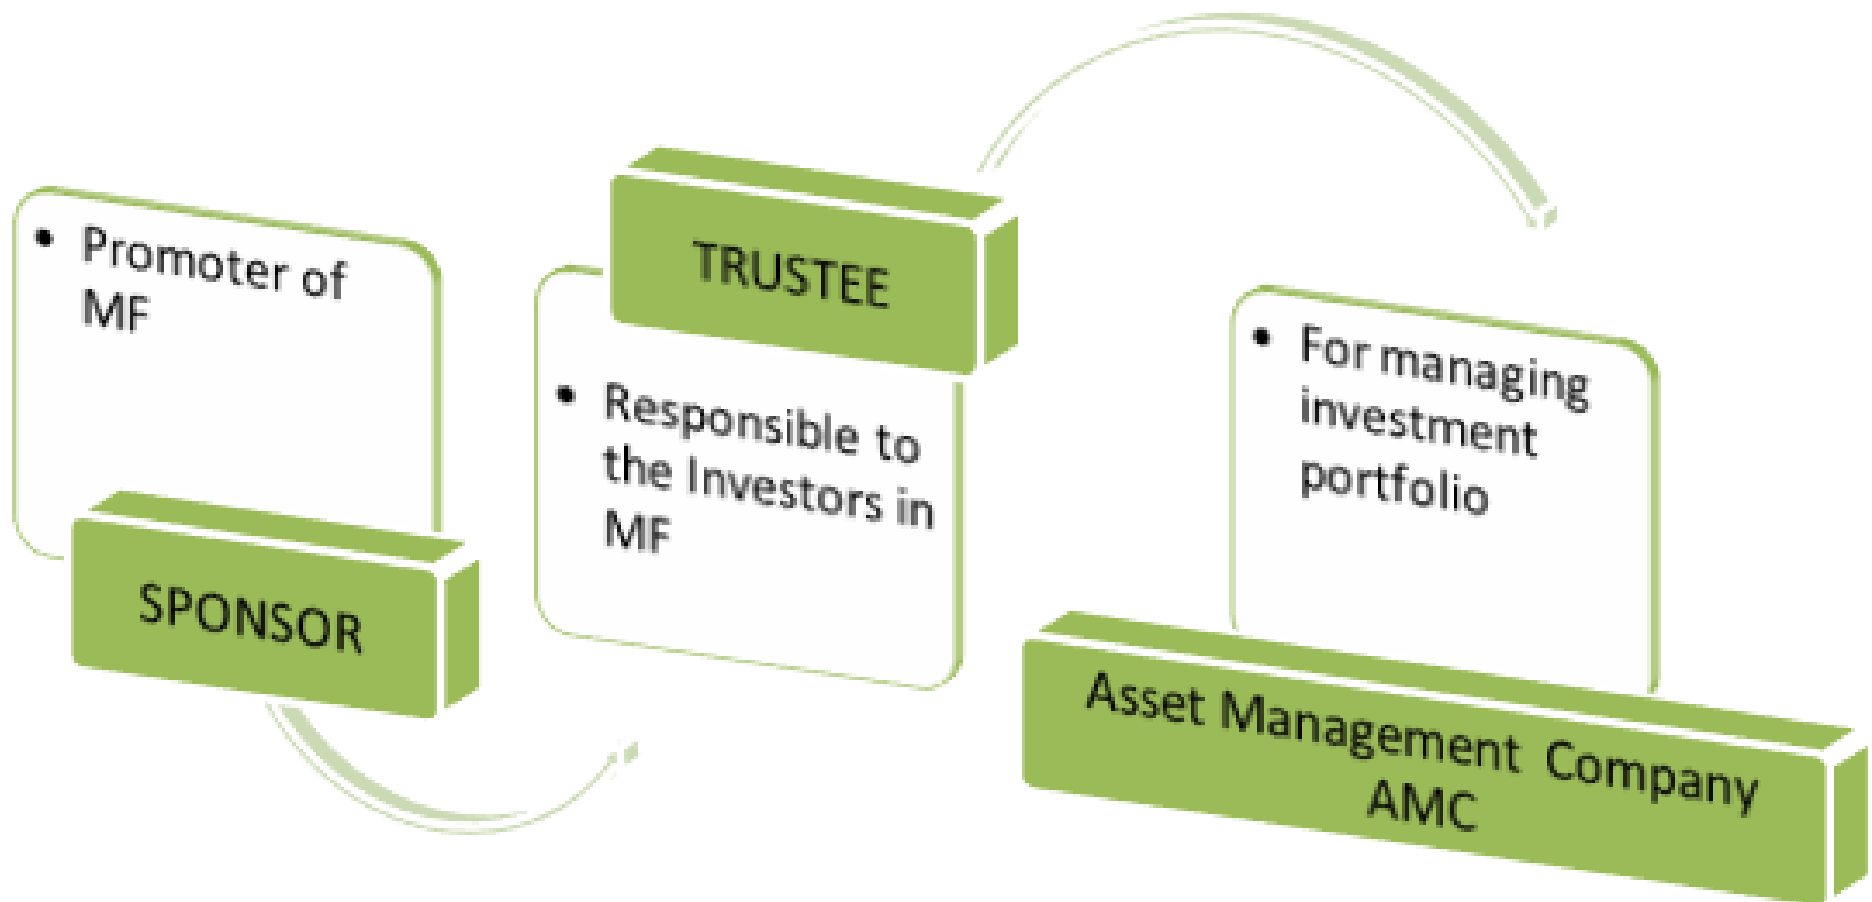 • Promoter of
MF
SPONSOR
TRUSTEE
• Responsible to
the Investors in
MF
• For managing
investment
portfolio
Asset Management Company
AMC